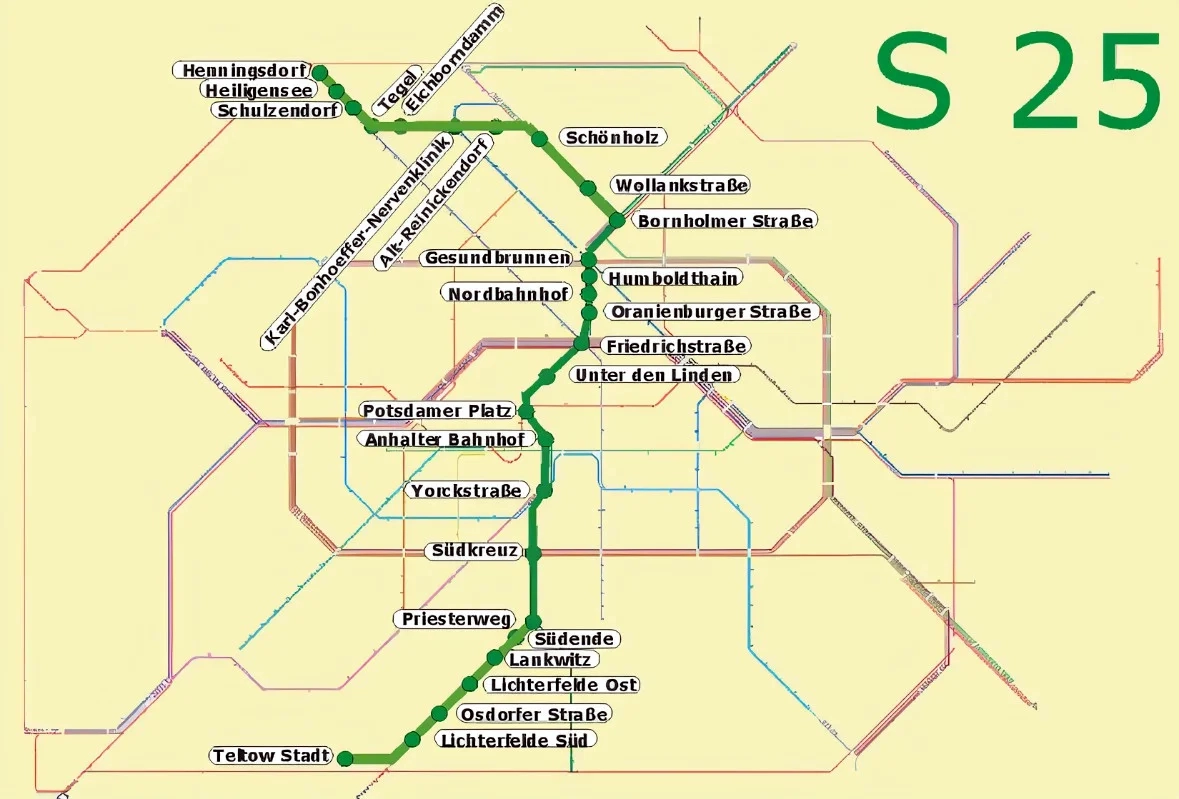 S 25
Henningsdorf
Heiligensee
Schulzendorf
Tegel
Eichborndamm
Karl-Bonhoeffer-Nervenklinik
Alt-Reinickendorf
Schönholz
Wollankstraße
Bornholmer Straße
Gesundbrunnen
Humboldthain
Nordbahnhof
Oranienburger Straße
Friedrichstraße
Unter den Linden
Potsdamer Platz
Anhalter Bahnhof
Yorckstraße
Südkreuz
Priesterweg
Südende
Lankwitz
Lichterfelde Ost
Osdorfer Straße
Lichterfelde Süd
Teltow Stadt